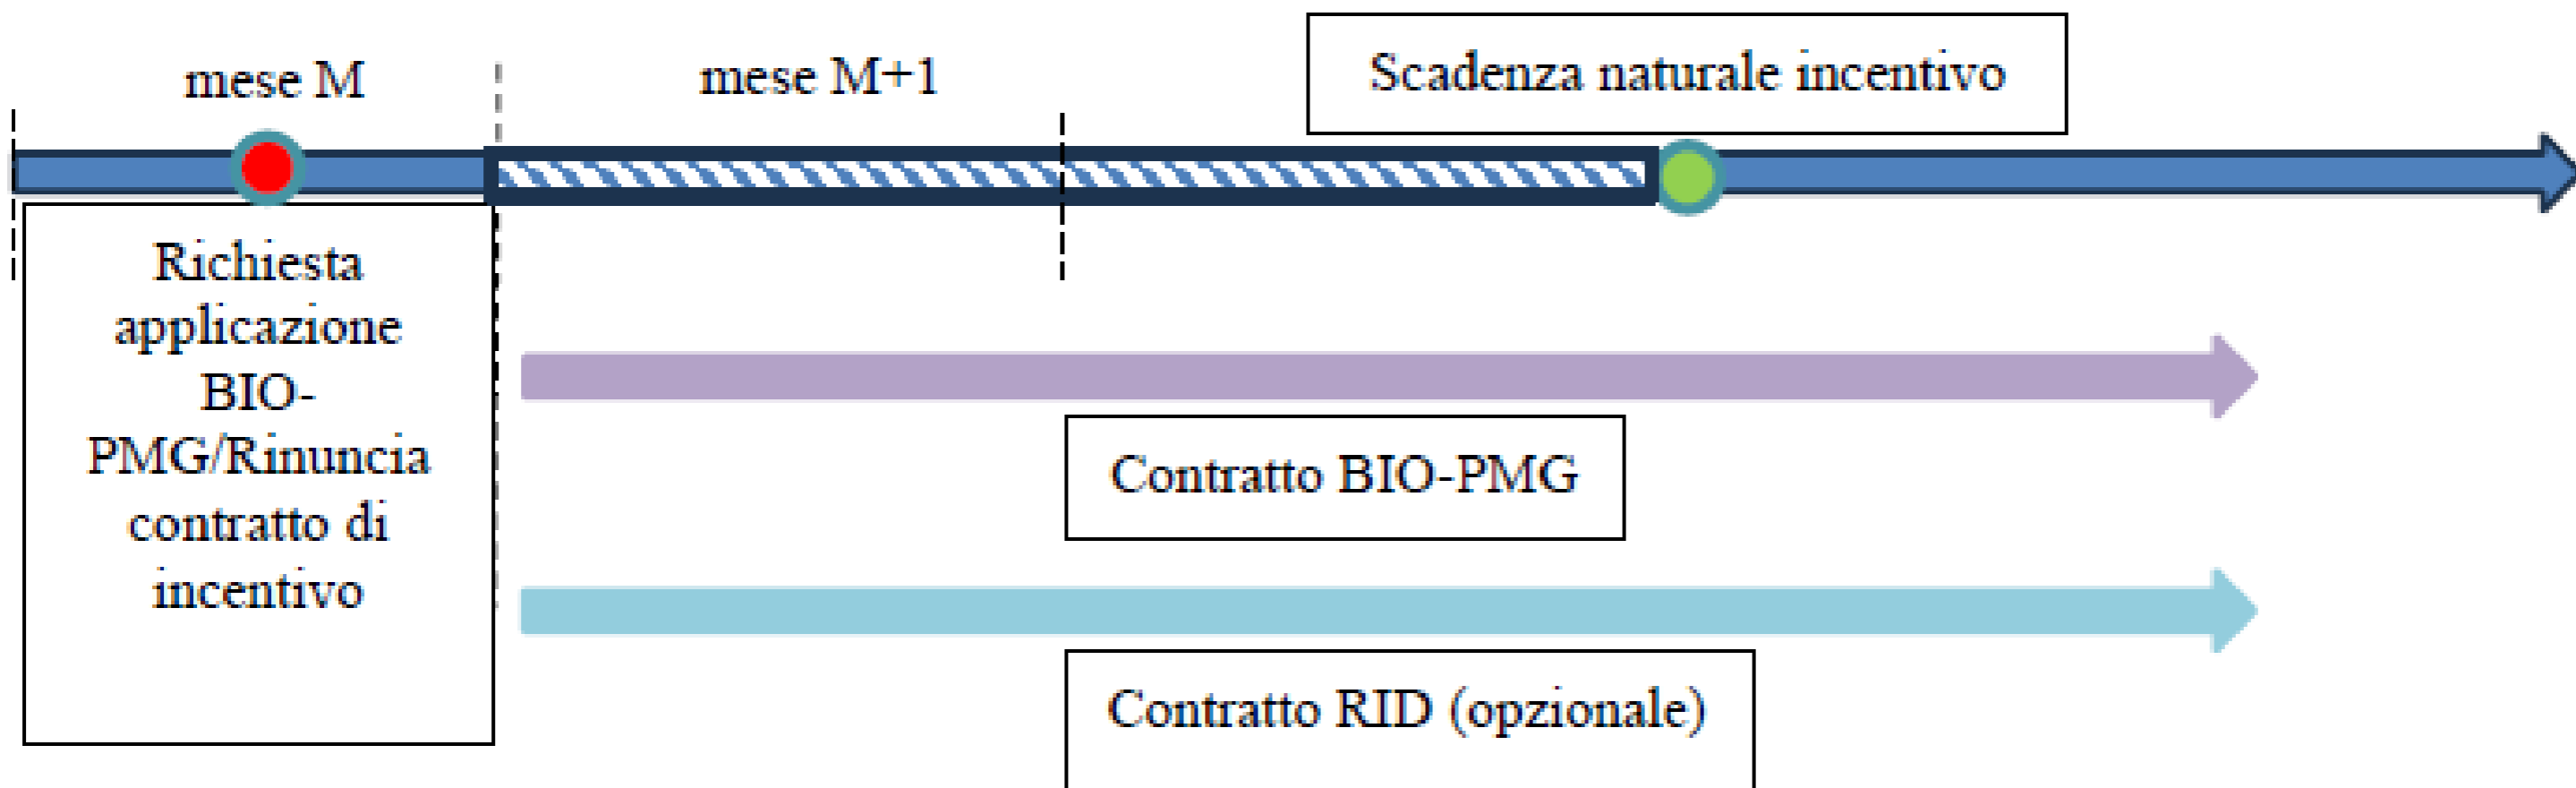 mese M
mese M+1
Scadenza naturale incentivo
Richiesta
applicazione
BIO-
PMG/Rinuncia
contratto di
incentivo
Contratto BIO-PMG
Contratto RID (opzionale)